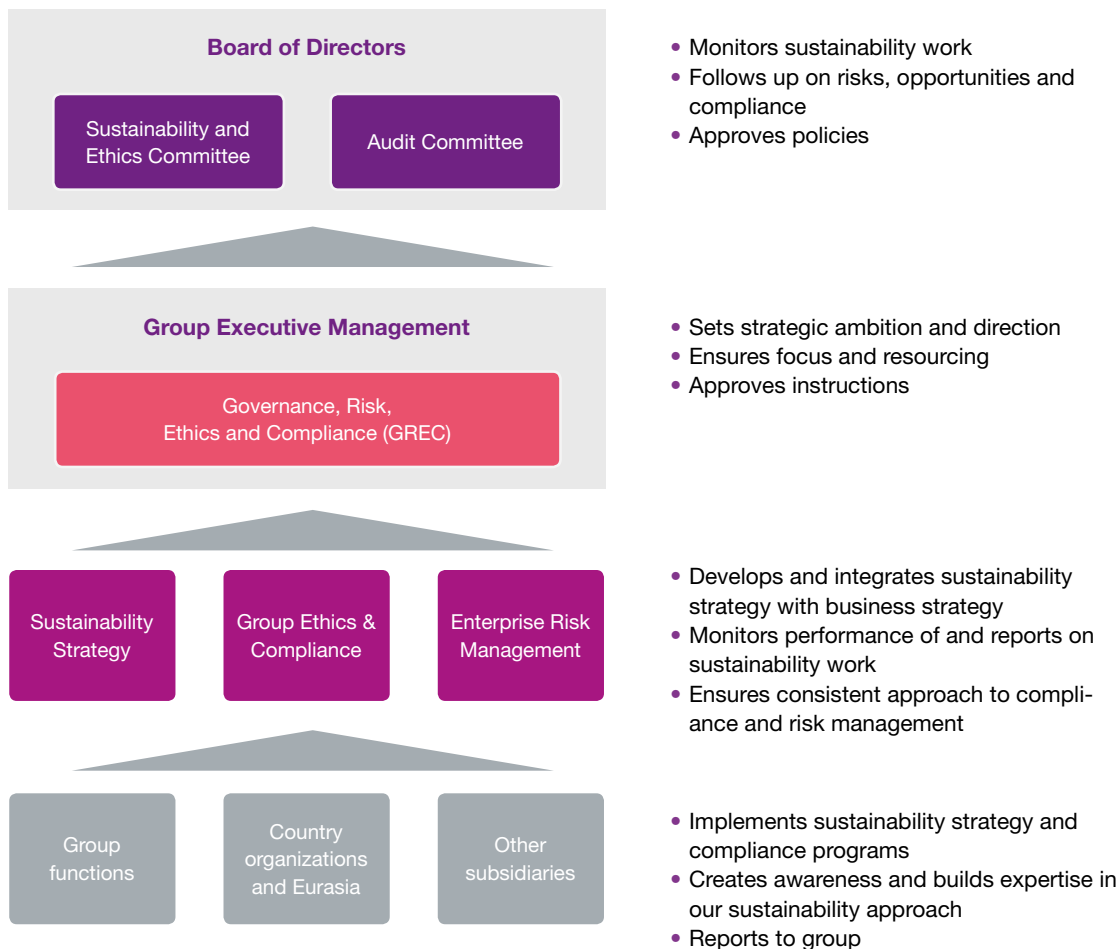 Board of Directors
Sustainability and
Ethics Committee
Audit Committee
• Monitors sustainability work
• Follows up on risks, opportunities and
compliance
• Approves policies
Group Executive Management
Governance, Risk,
Ethics and Compliance (GREC)
• Sets strategic ambition and direction
• Ensures focus and resourcing
• Approves instructions
Sustainability
Strategy
Group Ethics &
Compliance
Enterprise Risk
Management
• Develops and integrates sustainability
strategy with business strategy
• Monitors performance of and reports on
sustainability work
• Ensures consistent approach to compli-
ance and risk management
Group
functions
Country
organizations
and Eurasia
Other
subsidiaries
• Implements sustainability strategy and
compliance programs
• Creates awareness and builds expertise in
our sustainability approach
• Reports to group